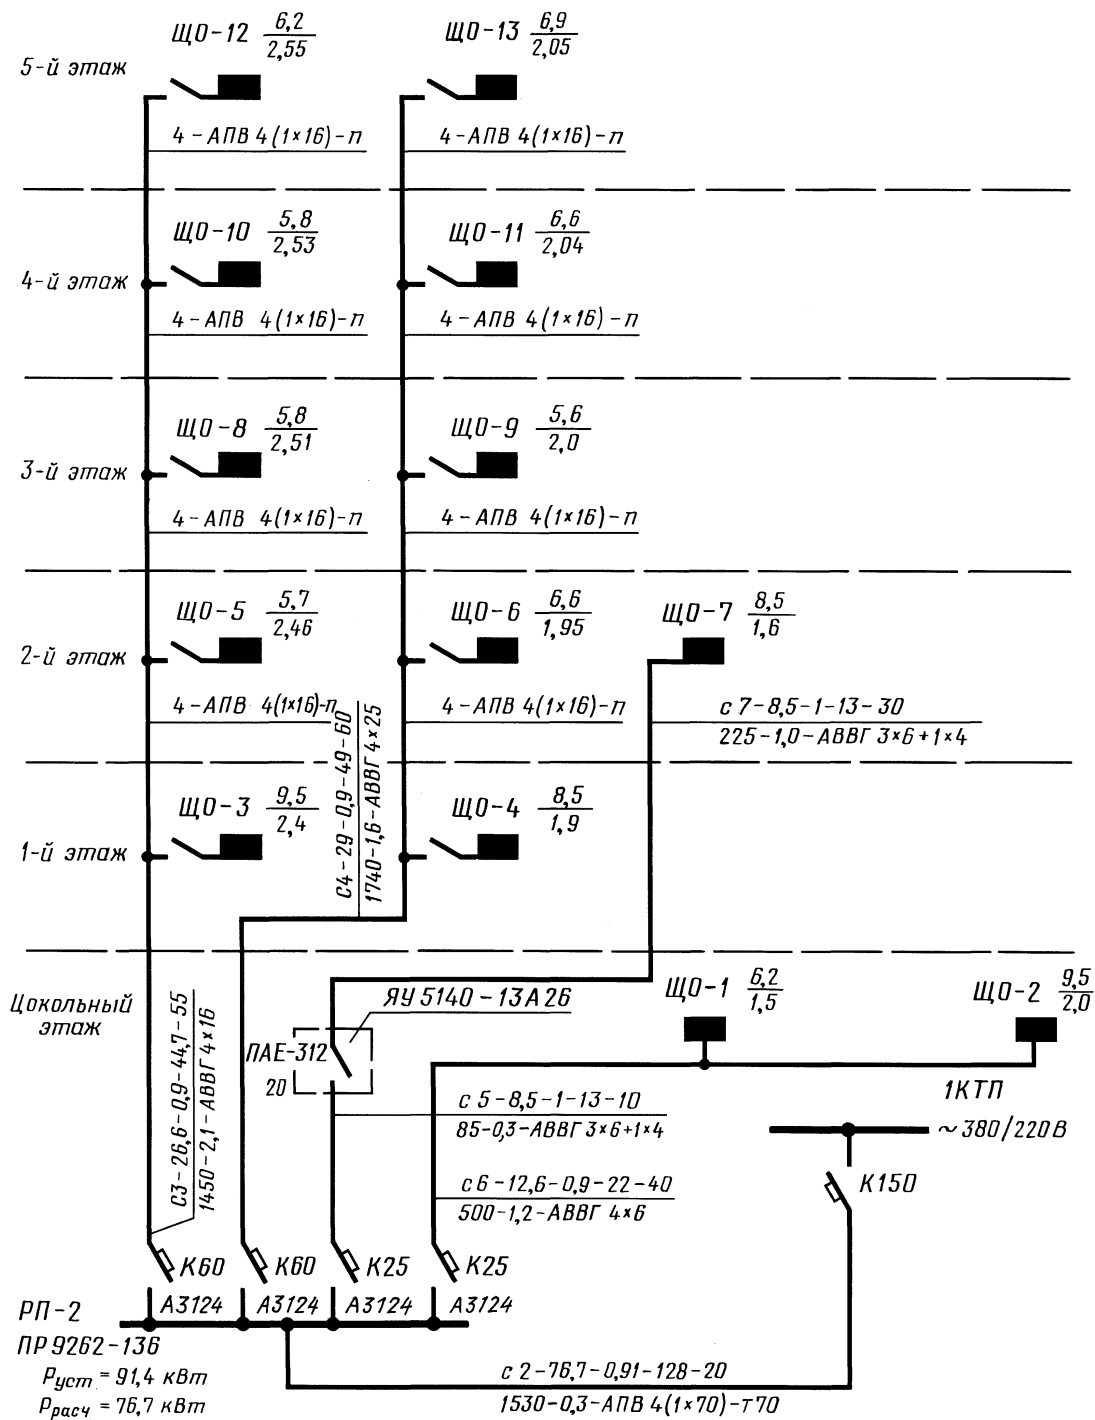 ЩО-12 6,2
2,55
ЩО-13 6,9
2,05
5-й этаж
4-АПВ 4(1×16)-п
4-АПВ 4(1×16)-п
ЩО-10 5,8
2,53
ЩО-11 6,6
2,04
4-й этаж
4-АПВ 4(1×16)-п
4-АПВ 4(1×16)-п
ЩО-8 5,8
2,51
ЩО-9 5,6
2,0
3-й этаж
4-АПВ 4(1×16)-п
4-АПВ 4(1×16)-п
ЩО-5 5,7
2,46
ЩО-6 6,6
1,95
ЩО-7 8,5
1,6
2-й этаж
4-АПВ 4(1×16)-п
4-АПВ 4(1×16)-п
с 7-8,5-1-13-30
225-1,0-АВВГ 3×6+1×4
С4-29-0,9-49-60
1740-1,6-АВВГ 4×25
ЩО-3 9,5
2,4
ЩО-4 8,5
1,9
1-й этаж
Цокольный
этаж
С3-26,6-0,9-44,7-55
1450-2,1-АВВГ 4×16
ЯУ 5140-13А26
ПАЕ-312
20
ЩО-1 6,2
1,5
ЩО-2 9,5
2,0
с 5-8,5-1-13-10
85-0,3-АВВГ 3×6+1×4
1КТП
~380/220В
с 6-12,6-0,9-22-40
500-1,2-АВВГ 4×6
К150
К60
К60
К25
К25
А3124
А3124
А3124
А3124
РП-2
ПР9262-136
Pуст = 91,4 кВт
Pрасч = 76,7 кВт
с 2-76,7-0,91-128-20
1530-0,3-АПВ 4(1×70)-т70